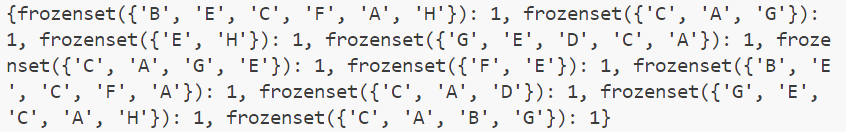 {frozenset({'B', 'E', 'C', 'F', 'A', 'H'}): 1, frozenset({'C', 'A', 'G'}):
1, frozenset({'E', 'H'}): 1, frozenset({'G', 'E', 'D', 'C', 'A'}): 1, froze
nset({'C', 'A', 'G', 'E'}): 1, frozenset({'F', 'E'}): 1, frozenset({'B', 'E
', 'C', 'F', 'A'}): 1, frozenset({'C', 'A', 'D'}): 1, frozenset({'G', 'E',
'C', 'A', 'H'}): 1, frozenset({'C', 'A', 'B', 'G'}): 1}